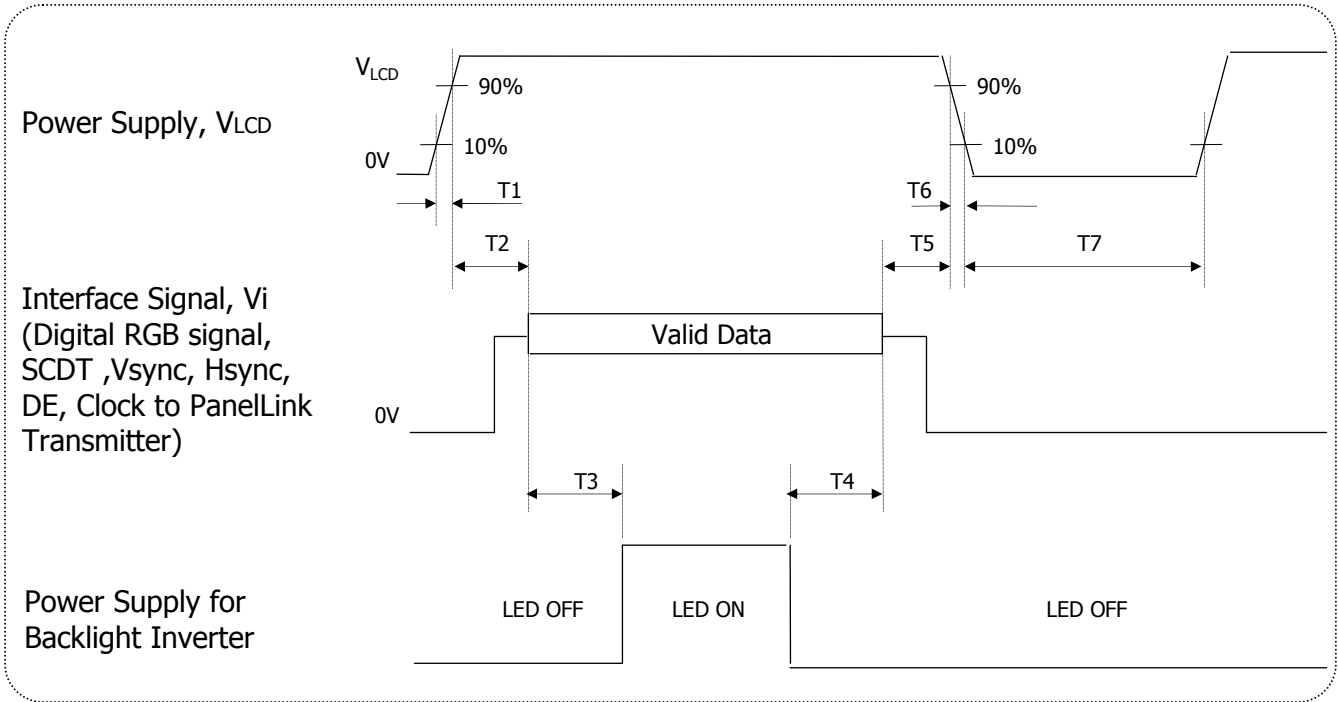 VLCD
90%
90%
Power Supply, VLCD
10%
10%
0V
T1
T6
T2
T5
T7
Interface Signal, Vi
(Digital RGB signal,
SCDT ,Vsync, Hsync,
DE, Clock to PanelLink
Transmitter)
Valid Data
0V
T3
T4
Power Supply for
Backlight Inverter
LED OFF
LED ON
LED OFF